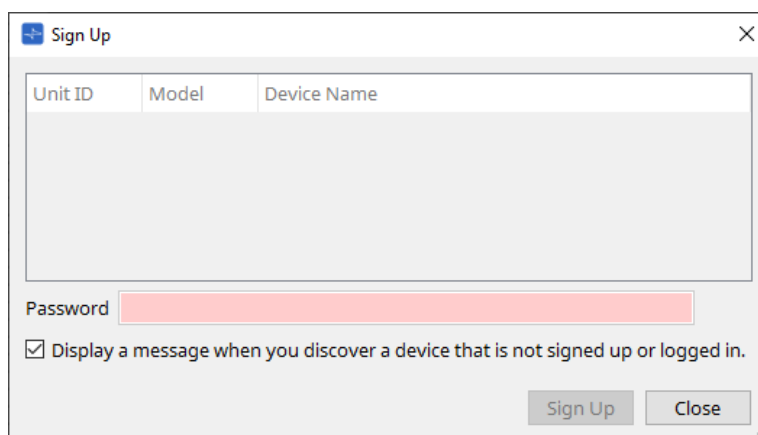 Sign Up
Unit ID Model Device Name
Password
Display a message when you discover a device that is not signed up or logged in.
Sign Up Close